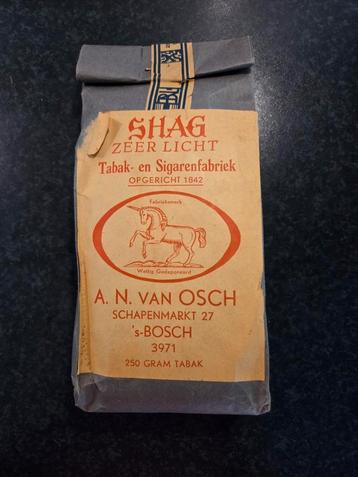 SHAG
ZEER LICHT
Tabak- en Sigarenfabriek
OPGERICHT 1842
Fabrieksmerk
Wettig Gedeponeerd
A. N. VAN OSCH
SCHAPENMARKT 27
's-BOSCH
3971
250 GRAM TABAK